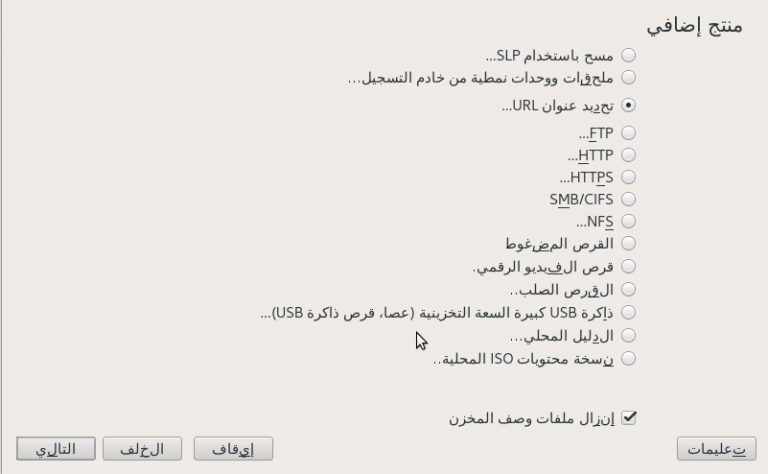 منتج إضافي
مسح باستخدام SLP...
ملحقات ووحدات نمطية من خادم التسجيل...
تحديد عنوان URL...
FTP...
HTTP...
HTTPS...
SMB/CIFS
NFS...
القرص المضغوط
قرص الفيديو الرقمي.
القرص الصلب..
ذاكرة USB كبيرة السعة التخزينية (عصا، قرص ذاكرة USB)...
الدليل المحلي...
نسخة محتويات ISO المحلية..
إنزال ملفات وصف المخزن
تعليمات إيقاف الخلف التالي